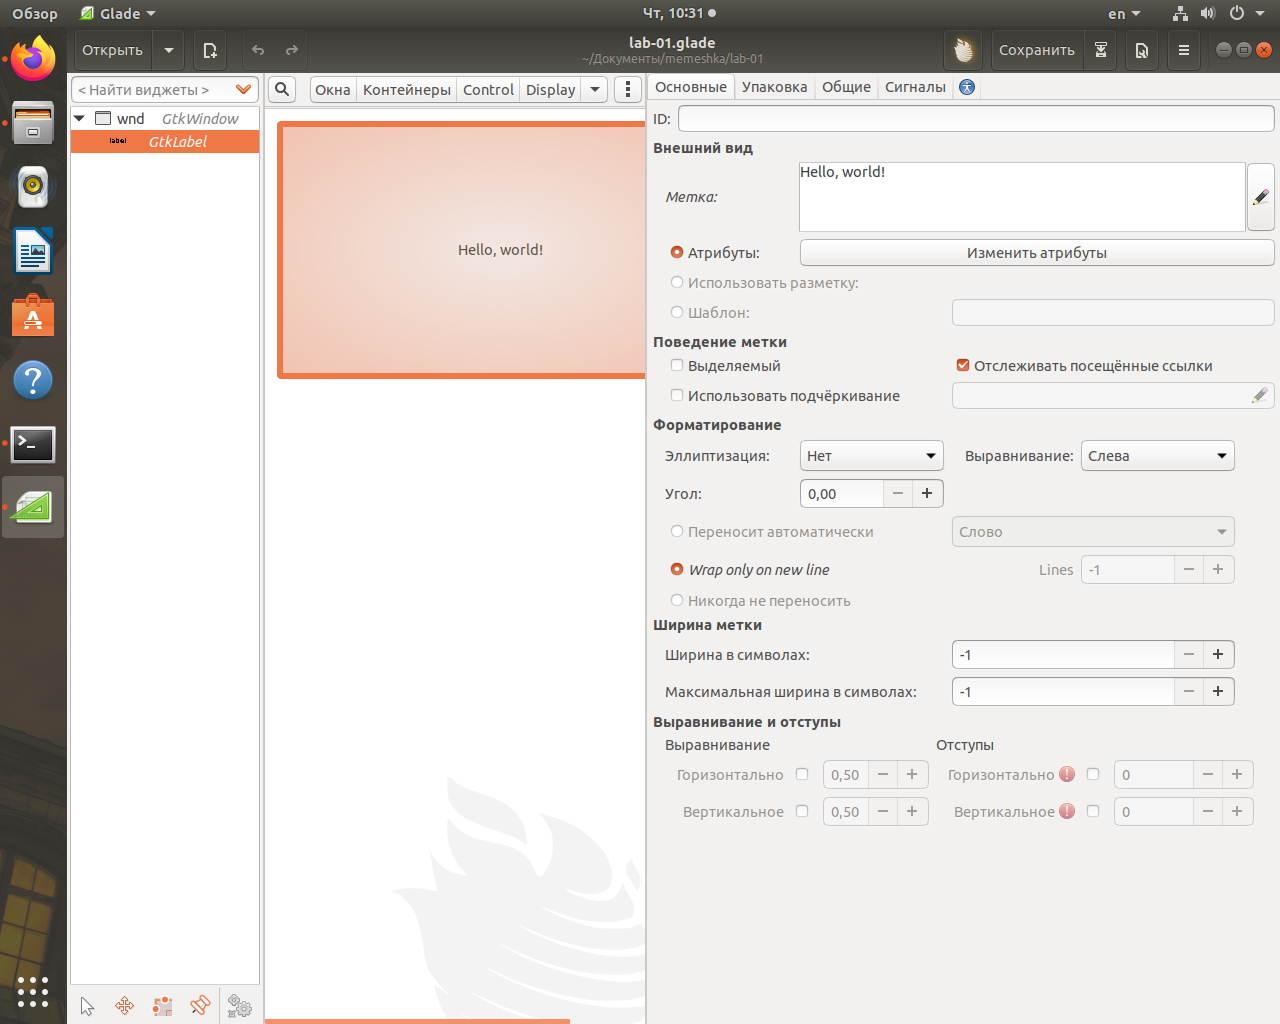 Обзор Glade Чт, 10:31 en
Открыть lab-01.glade Сохранить
~/Документы/memeshka/lab-01
< Найти виджеты > Окна Контейнеры Control Display
Основные Упаковка Общие Сигналы
wnd GtkWindow
label GtkLabel
Hello, world!
ID:
Внешний вид
Метка: Hello, world!
Атрибуты: Изменить атрибуты
Использовать разметку:
Шаблон:
Поведение метки
Выделяемый Отслеживать посещённые ссылки
Использовать подчёркивание
Форматирование
Эллиптизация: Нет Выравнивание: Слева
Угол: 0,00
Переносит автоматически Слово
Wrap only on new line Lines -1
Никогда не переносить
Ширина метки
Ширина в символах: -1
Максимальная ширина в символах: -1
Выравнивание и отступы
Выравнивание Отступы
Горизонтально 0,50 Горизонтально 0
Вертикальное 0,50 Вертикальное 0